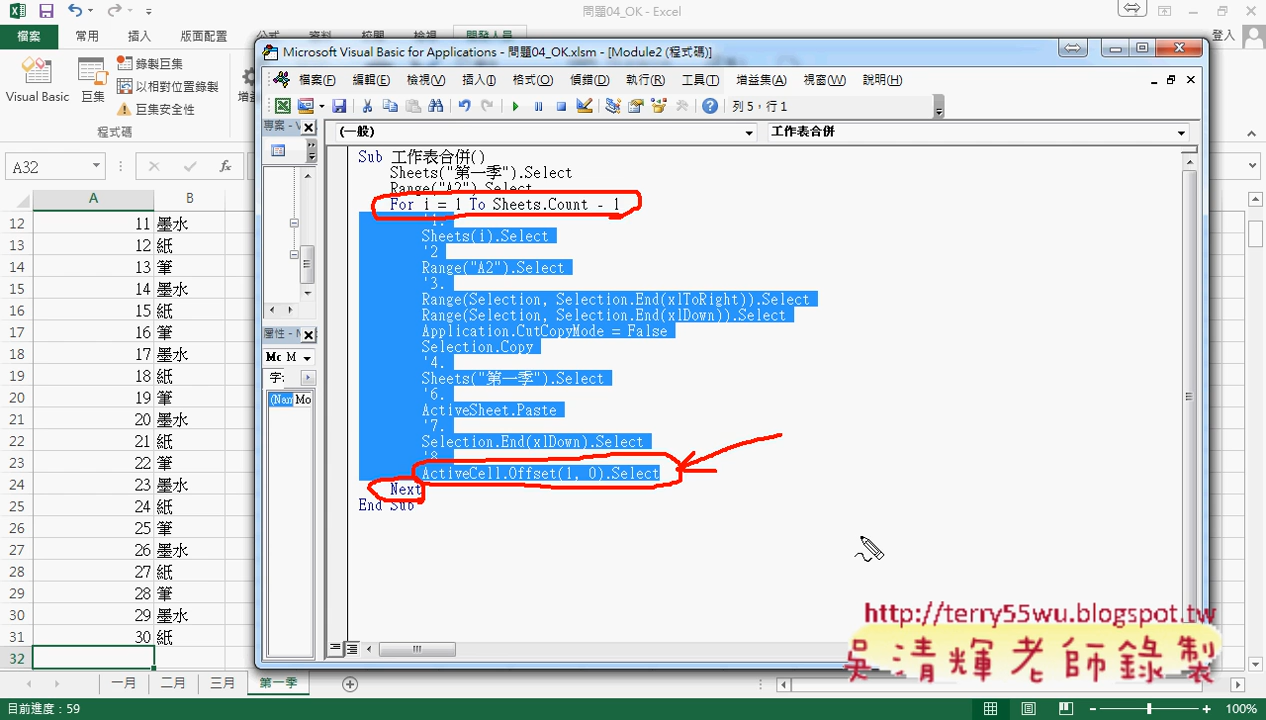 問題04_OK - Excel
檔案 常用 插入 版面配置 公式 資料 校閱 檢視 開發人員 登入
Visual Basic 巨集 錄製巨集 以相對位置錄製 巨集安全性
程式碼
A32
Microsoft Visual Basic for Applications - 問題04_OK.xlsm - [Module2 (程式碼)]
檔案(F) 編輯(E) 檢視(V) 插入(I) 格式(O) 偵錯(D) 執行(R) 工具(T) 增益集(A) 視窗(W) 說明(H)
列 5，行 1
(一般) 工作表合併
Sub 工作表合併()
Sheets("第一季").Select
Range("A2").Select
For i = 1 To Sheets.Count - 1
'1.
Sheets(i).Select
'2
Range("A2").Select
'3.
Range(Selection, Selection.End(xlToRight)).Select
Range(Selection, Selection.End(xlDown)).Select
Application.CutCopyMode = False
Selection.Copy
'4.
Sheets("第一季").Select
'6.
ActiveSheet.Paste
'7.
Selection.End(xlDown).Select
'8
ActiveCell.Offset(1, 0).Select
Next
End Sub
A B
12 11 墨水
13 12 紙
14 13 筆
15 14 墨水
16 15 紙
17 16 筆
18 17 墨水
19 18 紙
20 19 筆
21 20 墨水
22 21 紙
23 22 筆
24 23 墨水
25 24 紙
26 25 筆
27 26 墨水
28 27 紙
29 28 筆
30 29 墨水
31 30 紙
32
一月 二月 三月 第一季
目前進度：59
100%
http://terry55wu.blogspot.tw
吳清輝老師錄製